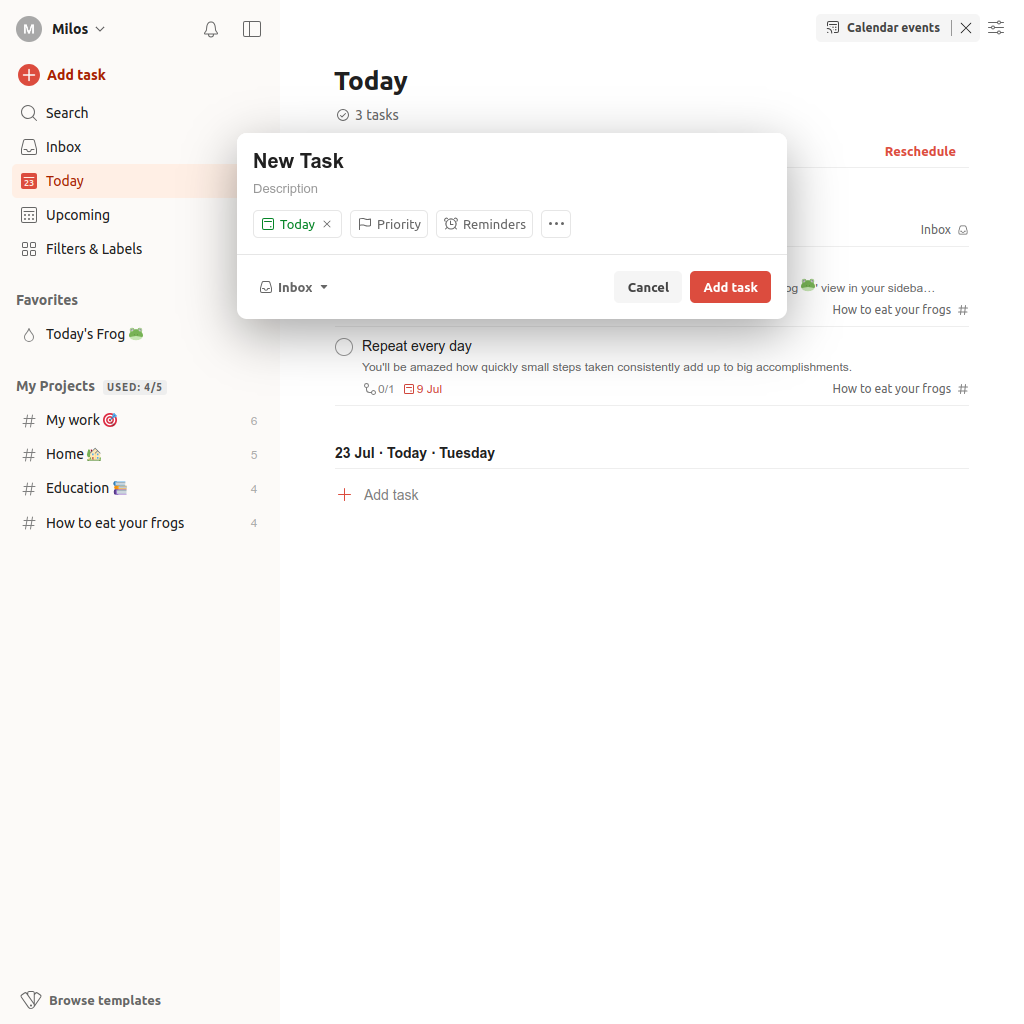 M Milos
Calendar events
Add task
Search
Inbox
23 Today
Upcoming
Filters & Labels
Favorites
Today's Frog 🐸
My Projects USED: 4/5
# My work 🎯 6
# Home 🏡 5
# Education 📚 4
# How to eat your frogs 4
Browse templates
Today
3 tasks
Reschedule
Inbox
view in your sideba…
How to eat your frogs #
Repeat every day
You'll be amazed how quickly small steps taken consistently add up to big accomplishments.
0/1 9 Jul
How to eat your frogs #
23 Jul · Today · Tuesday
Add task
New Task
Description
Today
Priority
Reminders
Inbox
Cancel
Add task